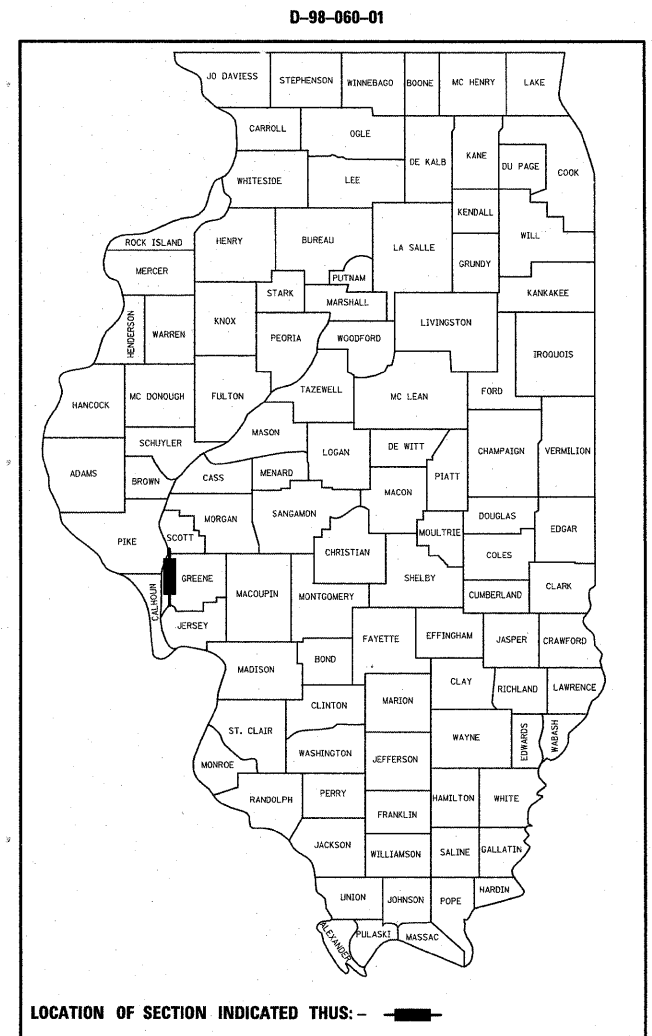 D-98-060-01
JO DAVIESS
STEPHENSON
WINNEBAGO
BOONE
MC HENRY
LAKE
CARROLL
OGLE
DE KALB
KANE
DU PAGE
COOK
WHITESIDE
LEE
KENDALL
WILL
ROCK ISLAND
HENRY
BUREAU
LA SALLE
GRUNDY
MERCER
PUTNAM
STARK
MARSHALL
KANKAKEE
HENDERSON
WARREN
KNOX
PEORIA
WOODFORD
LIVINGSTON
IROQUOIS
HANCOCK
MC DONOUGH
FULTON
TAZEWELL
MC LEAN
FORD
SCHUYLER
MASON
LOGAN
DE WITT
CHAMPAIGN
VERMILION
ADAMS
BROWN
CASS
MENARD
PIATT
MACON
PIKE
SCOTT
MORGAN
SANGAMON
CHRISTIAN
MOULTRIE
DOUGLAS
EDGAR
COLES
CALHOUN
GREENE
MACOUPIN
MONTGOMERY
SHELBY
CUMBERLAND
CLARK
JERSEY
FAYETTE
EFFINGHAM
JASPER
CRAWFORD
MADISON
BOND
CLAY
RICHLAND
LAWRENCE
CLINTON
MARION
ST. CLAIR
WASHINGTON
WAYNE
EDWARDS
WABASH
MONROE
JEFFERSON
RANDOLPH
PERRY
HAMILTON
WHITE
FRANKLIN
JACKSON
WILLIAMSON
SALINE
GALLATIN
UNION
JOHNSON
POPE
HARDIN
ALEXANDER
PULASKI
MASSAC
LOCATION OF SECTION INDICATED THUS: -